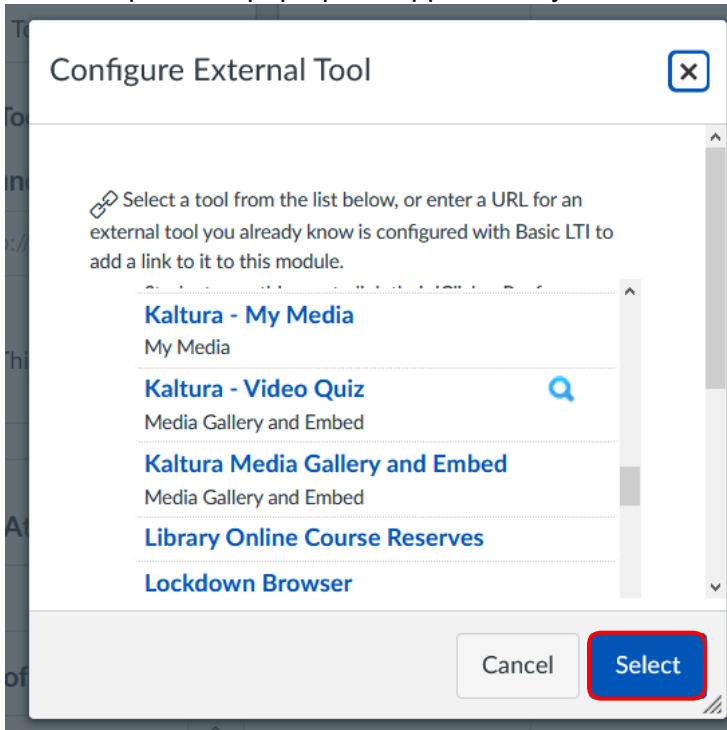 Configure External Tool
Select a tool from the list below, or enter a URL for an
external tool you already know is configured with Basic LTI to
add a link to it to this module.
Kaltura - My Media
My Media
Kaltura - Video Quiz
Media Gallery and Embed
Kaltura Media Gallery and Embed
Media Gallery and Embed
Library Online Course Reserves
Lockdown Browser
Cancel
Select